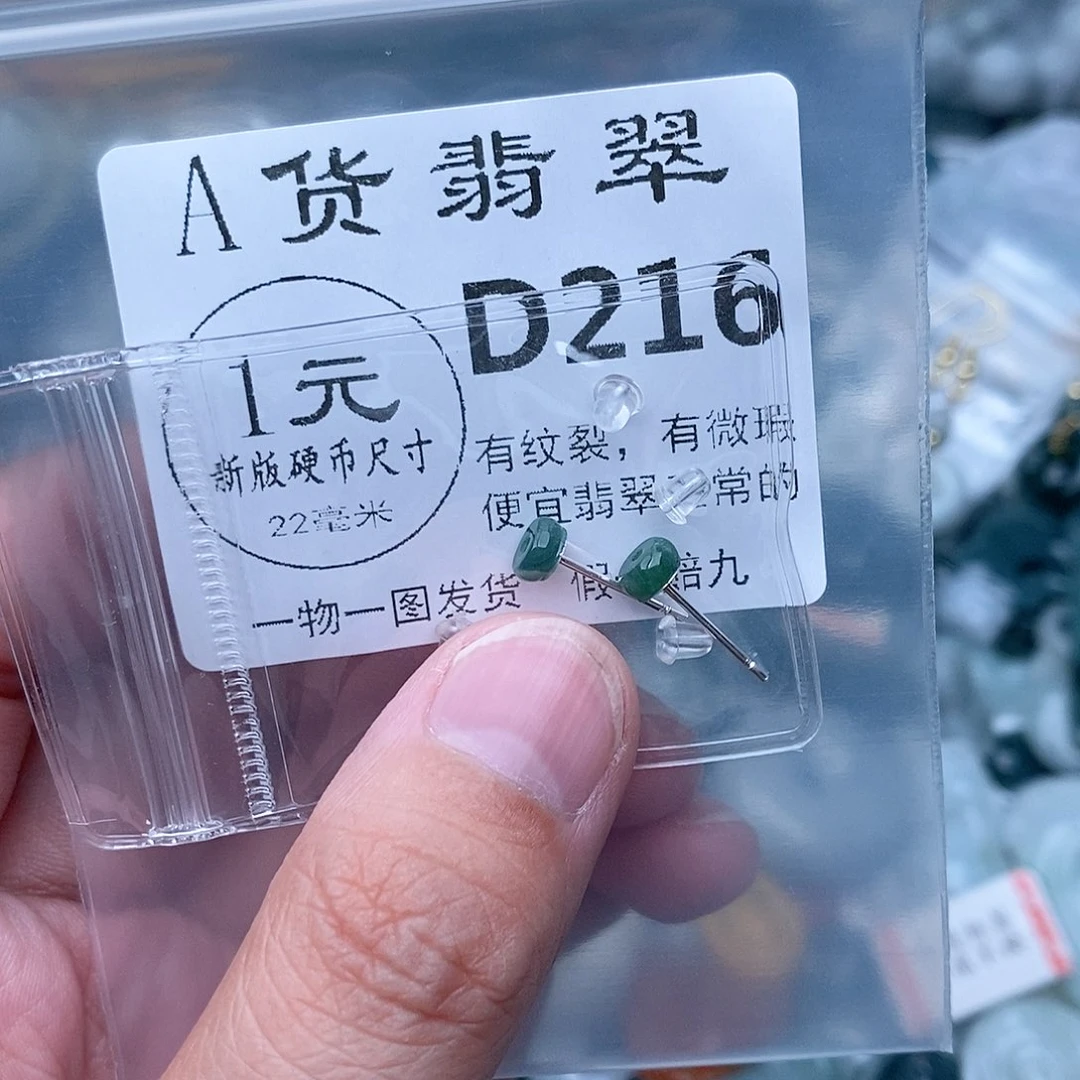 A货翡翠
D216
1元
新版硬币尺寸
22毫米
有纹裂，有微瑕
便宜翡翠 常的
一物一图发货 假 赔九